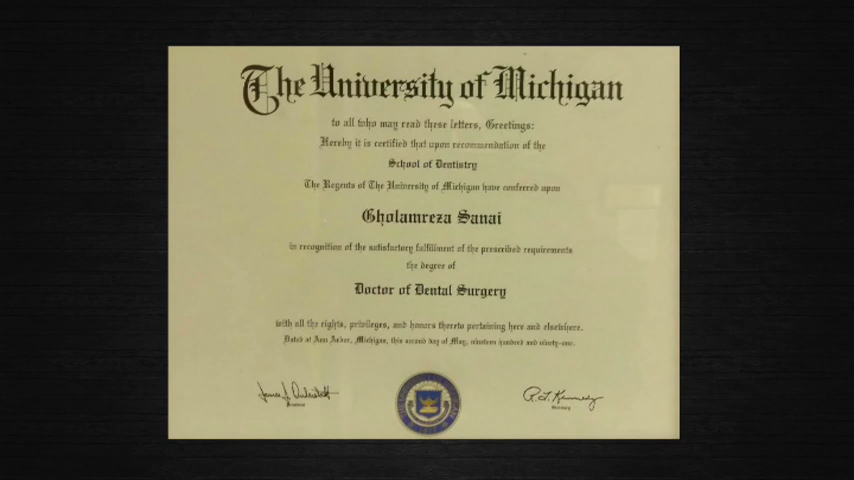 The University of Michigan
to all who may read these letters, Greetings:
Hereby it is certified that upon recommendation of the
School of Dentistry
The Regents of The University of Michigan have conferred upon
Gholamreza Sanai
in recognition of the satisfactory fulfillment of the prescribed requirements
the degree of
Doctor of Dental Surgery
with all the rights, privileges, and honors thereto pertaining here and elsewhere.
Dated at Ann Arbor, Michigan, this second day of May, nineteen hundred and ninety-one.
President
Secretary